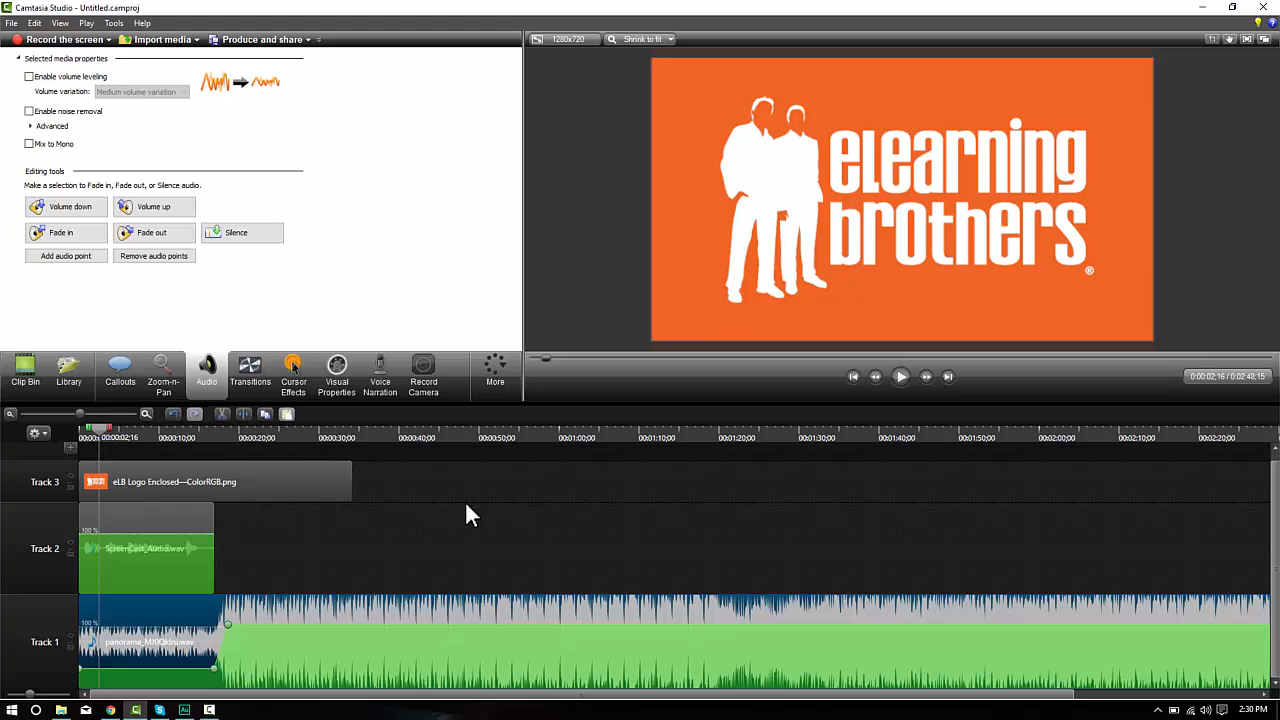 Camtasia Studio - Untitled.camproj
File Edit View Play Tools Help
Record the screen Import media Produce and share
1280x720 Shrink to fit
Selected media properties
Enable volume leveling
Volume variation: Medium volume variation
Enable noise removal
Advanced
Mix to Mono
Editing tools
Make a selection to Fade in, Fade out, or Silence audio.
Volume down Volume up
Fade in Fade out Silence
Add audio point Remove audio points
elearning
brothers
®
Clip Bin Library Callouts Zoom-n-Pan Audio Transitions Cursor Effects Visual Properties Voice Narration Record Camera More
0:00:02;16 / 0:02:48;15
00:00:02;16 00:00:10;00 00:00:20;00 00:00:30;00 00:00:40;00 00:00:50;00 00:01:00;00 00:01:10;00 00:01:20;00 00:01:30;00 00:01:40;00 00:01:50;00 00:02:00;00 00:02:10;00 00:02:20;00
Track 3 eLB Logo Enclosed—ColorRGB.png
100 %
Track 2 ScreenCast_Audio.wav
100 %
Track 1
2:30 PM